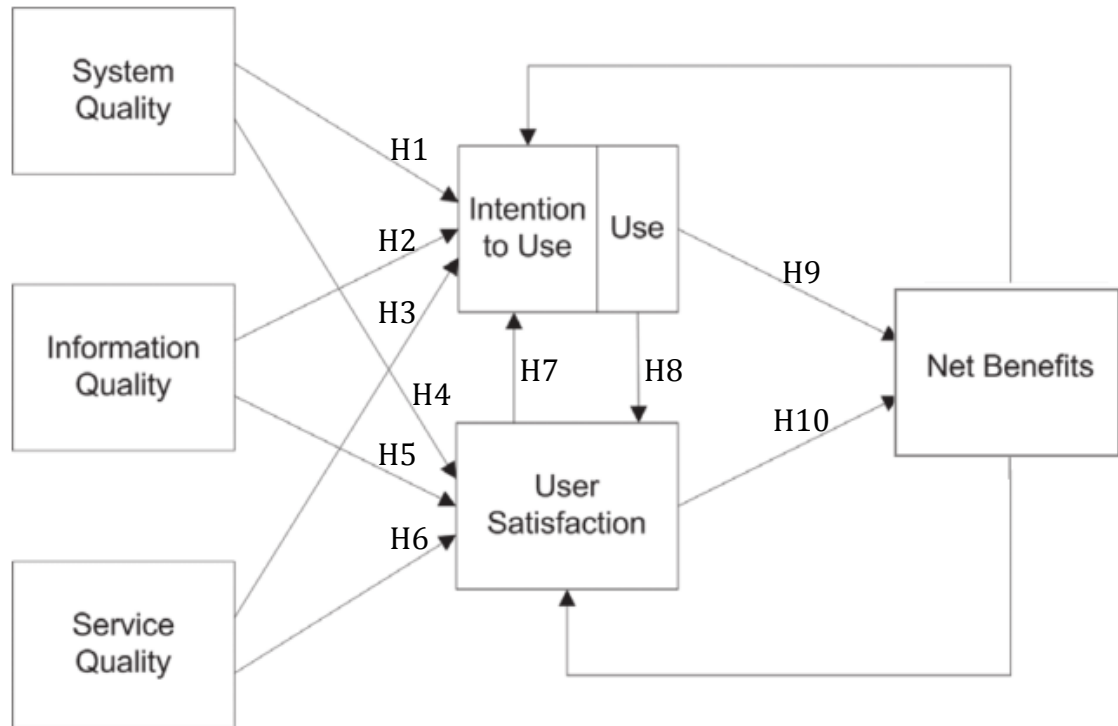 System
Quality
H1
Intention
to Use
Use
H2
H3
H9
Information
Quality
H7
H8
Net Benefits
H4
H10
H5
User
Satisfaction
H6
Service
Quality